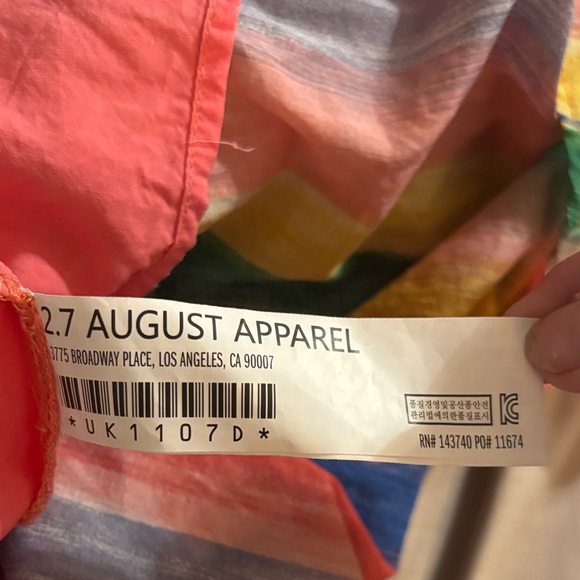 2.7 AUGUST APPAREL
3775 BROADWAY PLACE, LOS ANGELES, CA 90007
*UK1107D*
품질경영및공산품안전
관리법에의한품질표시
RN# 143740 PO# 11674